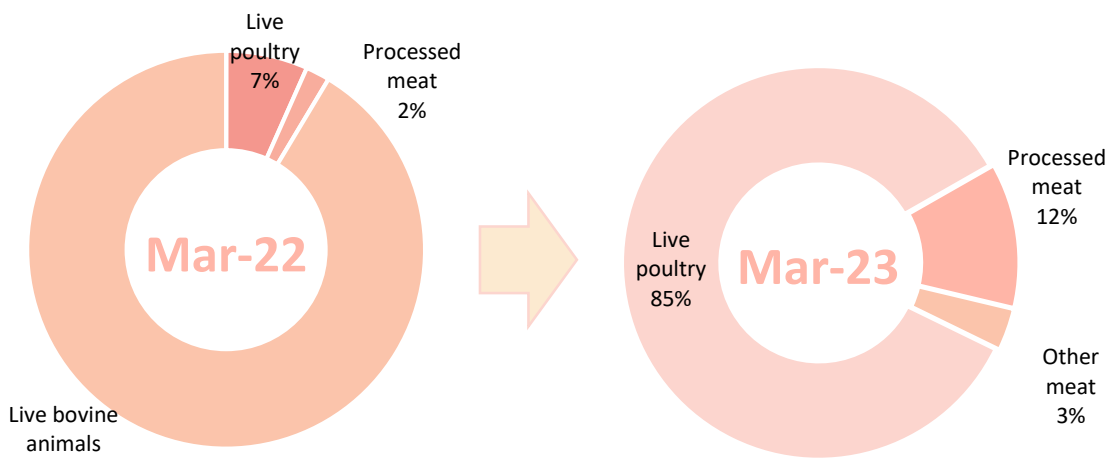 Live
poultry
7%
Processed
meat
2%
Mar-22
Live bovine
animals
Processed
meat
12%
Live
poultry
85%
Mar-23
Other
meat
3%